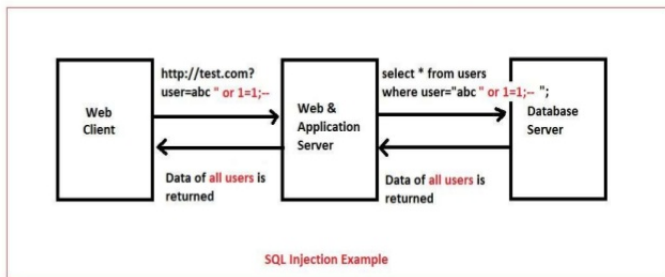 http://test.com?
user=abc " or 1=1;--
select * from users
where user="abc " or 1=1;-- ";
Web
Client
Web &
Application
Server
Database
Server
Data of all users is
returned
Data of all users is
returned
SQL Injection Example